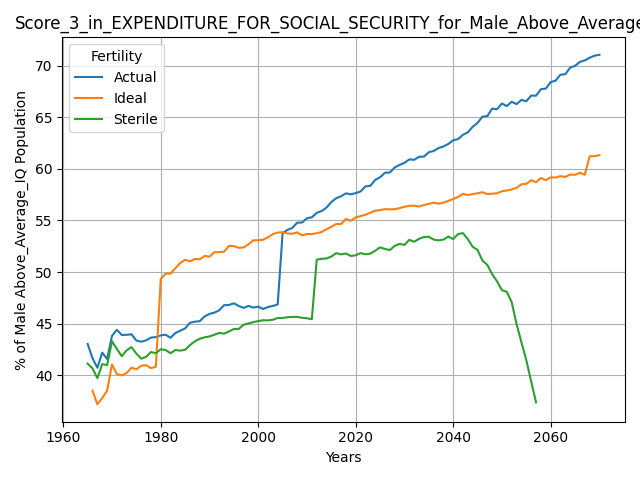 Score_3_in_EXPENDITURE_FOR_SOCIAL_SECURITY_for_Male_Above_Average
Fertility
Actual
Ideal
Sterile
% of Male Above_Average_IQ Population
70
65
60
55
50
45
40
1960 1980 2000 2020 2040 2060
Years